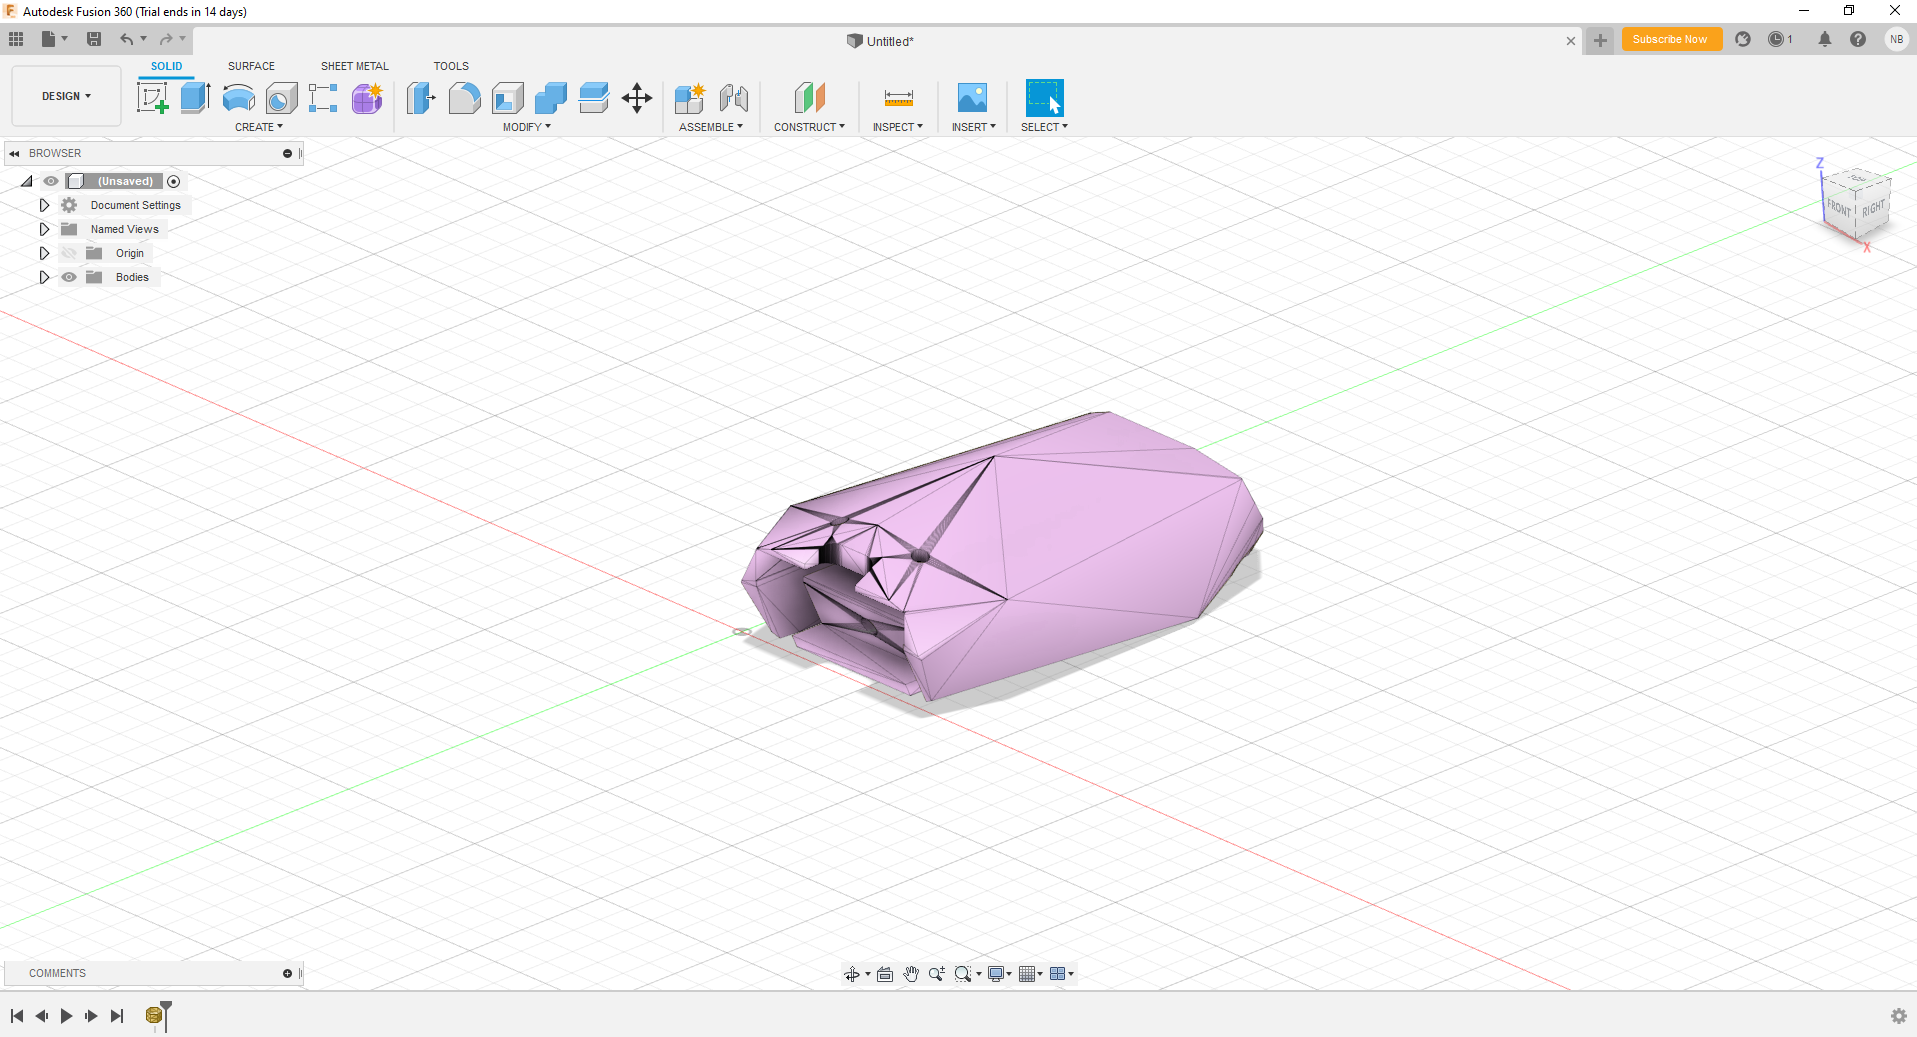 Autodesk Fusion 360 (Trial ends in 14 days)
Untitled*
Subscribe Now
1
NB
DESIGN
SOLID
SURFACE
SHEET METAL
TOOLS
CREATE
MODIFY
ASSEMBLE
CONSTRUCT
INSPECT
INSERT
SELECT
BROWSER
(Unsaved)
Document Settings
Named Views
Origin
Bodies
Z
TOP
FRONT
RIGHT
X
COMMENTS